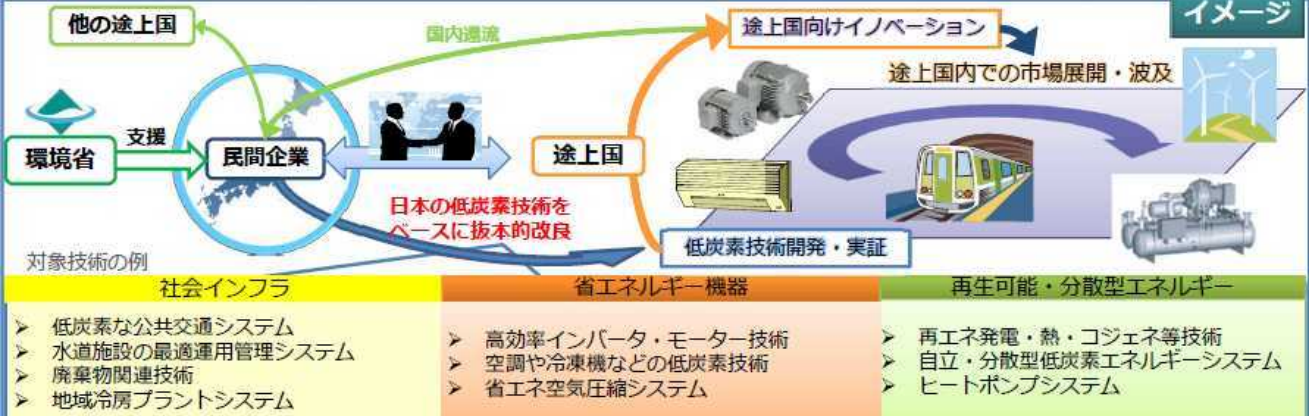 イメージ
他の途上国
国内還流
途上国向けイノベーション
途上国内での市場展開・波及
環境省
支援
民間企業
途上国
日本の低炭素技術を
ベースに抜本的改良
低炭素技術開発・実証
対象技術の例
社会インフラ
➢ 低炭素な公共交通システム
➢ 水道施設の最適運用管理システム
➢ 廃棄物関連技術
➢ 地域冷房プラントシステム
省エネルギー機器
➢ 高効率インバータ・モーター技術
➢ 空調や冷凍機などの低炭素技術
➢ 省エネ空気圧縮システム
再生可能・分散型エネルギー
➢ 再エネ発電・熱・コジェネ等技術
➢ 自立・分散型低炭素エネルギーシステム
➢ ヒートポンプシステム